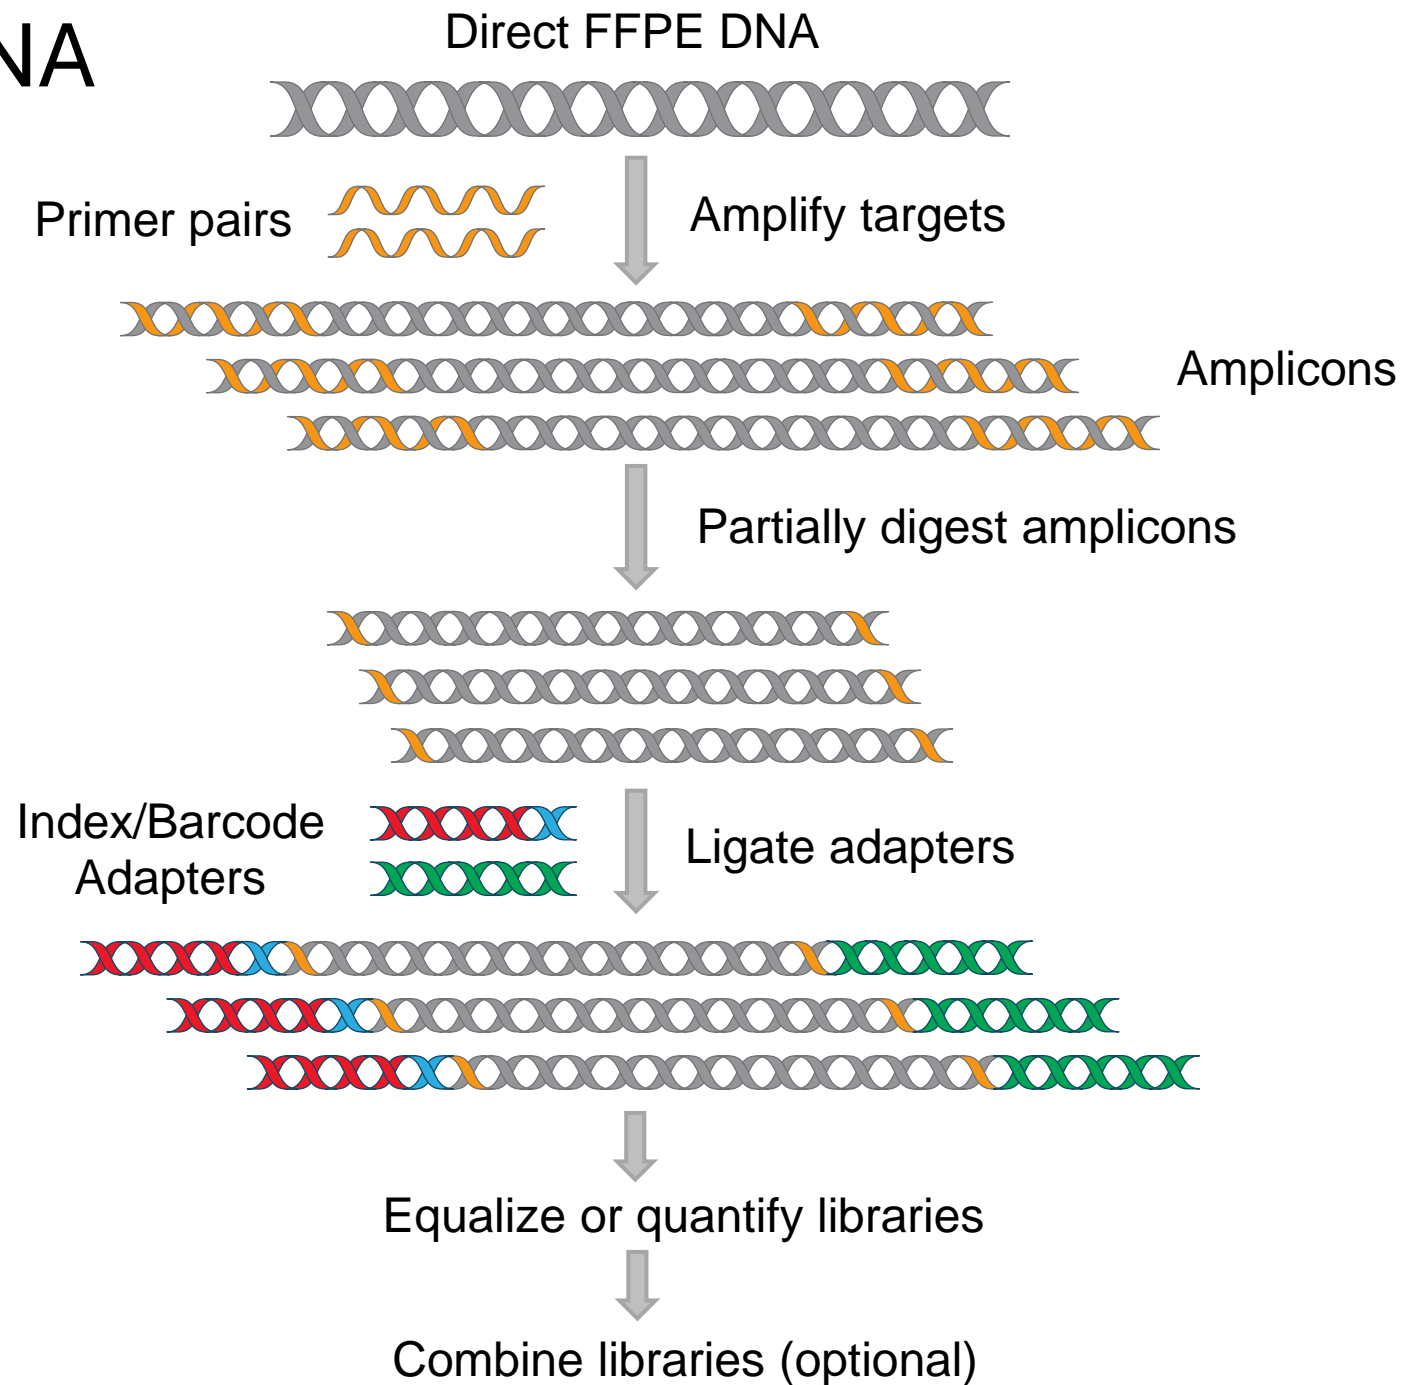 NA
Direct FFPE DNA
Primer pairs
Amplify targets
Amplicons
Partially digest amplicons
Index/Barcode
Adapters
Ligate adapters
Equalize or quantify libraries
Combine libraries (optional)